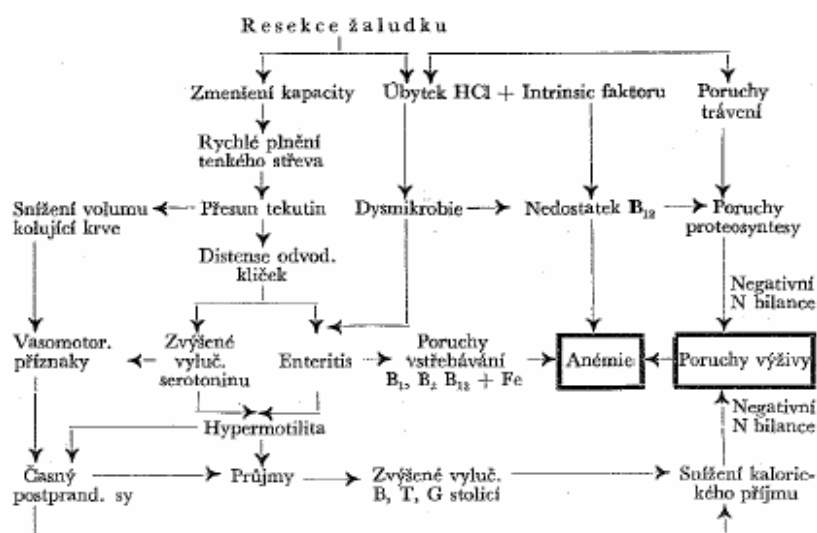 Resekce žaludku
Zmenšení kapacity
Úbytek HCl + Intrinsic faktoru
Poruchy
trávení
Rychlé plnění
tenkého střeva
Snížení volumu
kolující krve
Přesun tekutin
Dysmikrobie
Nedostatek B₁₂
Poruchy
proteosyntesy
Distense odvod.
kliček
Negativní
N bilance
Vasomotor.
příznaky
Zvýšené
vyluč.
serotoninu
Enteritis
Poruchy
vstřebávání
B₁, B₂ B₁₂ + Fe
Anémie
Poruchy výživy
Negativní
N bilance
Hypermotilita
Časný
postprand. sy
Průjmy
Zvýšené vyluč.
B, T, G stolicí
Snížení kaloric-
kého příjmu